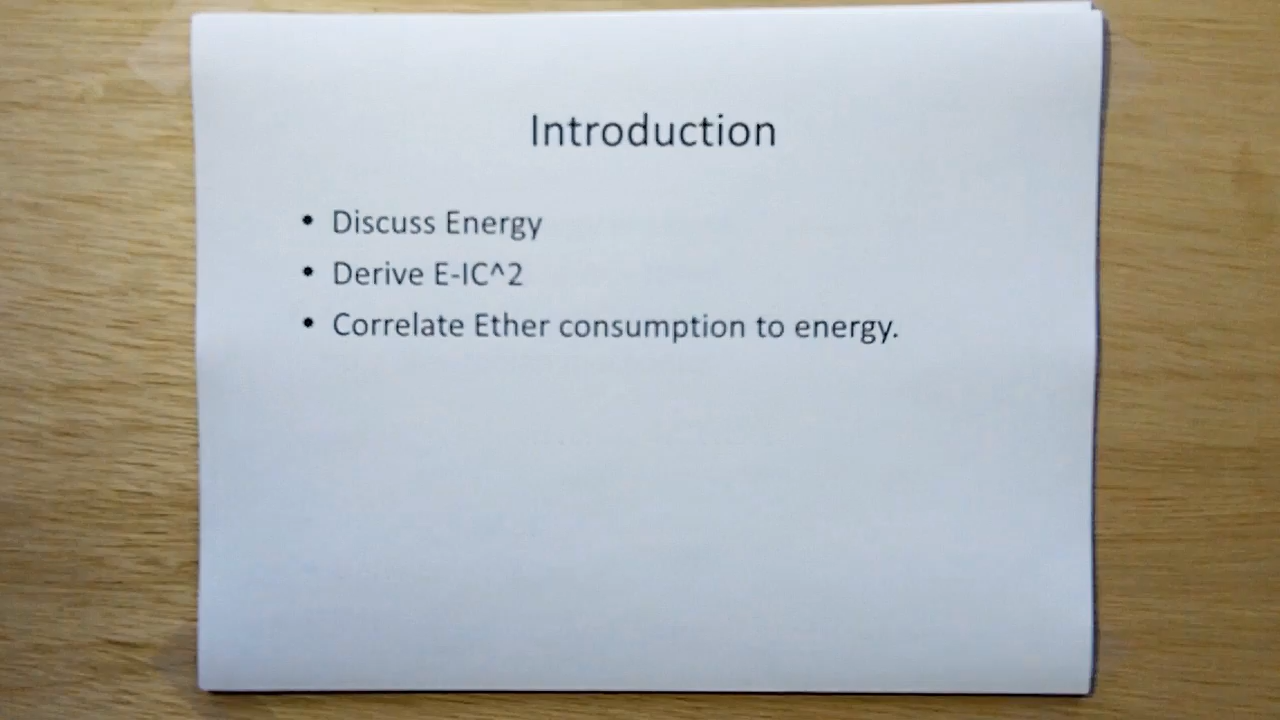 Introduction
• Discuss Energy
• Derive E-IC^2
• Correlate Ether consumption to energy.